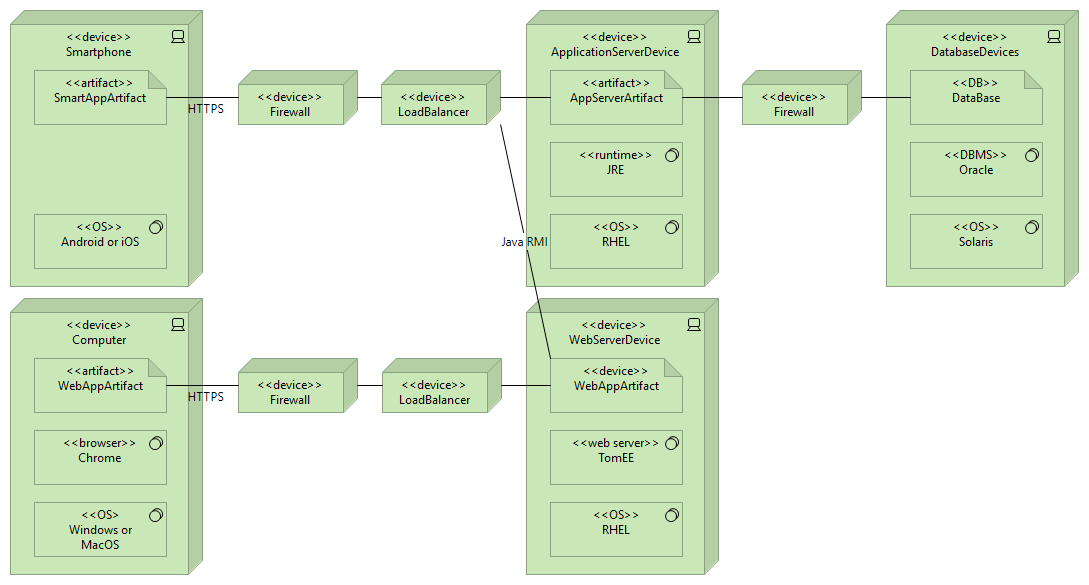 <<device>>
Smartphone
<<artifact>>
SmartAppArtifact
<<OS>>
Android or iOS
HTTPS
<<device>>
Firewall
<<device>>
LoadBalancer
<<device>>
ApplicationServerDevice
<<artifact>>
AppServerArtifact
<<runtime>>
JRE
<<OS>>
RHEL
<<device>>
Firewall
<<device>>
DatabaseDevices
<<DB>>
DataBase
<<DBMS>>
Oracle
<<OS>>
Solaris
Java RMI
<<device>>
Computer
<<artifact>>
WebAppArtifact
<<browser>>
Chrome
<<OS>
Windows or
MacOS
HTTPS
<<device>>
Firewall
<<device>>
LoadBalancer
<<device>>
WebServerDevice
<<device>>
WebAppArtifact
<<web server>>
TomEE
<<OS>>
RHEL